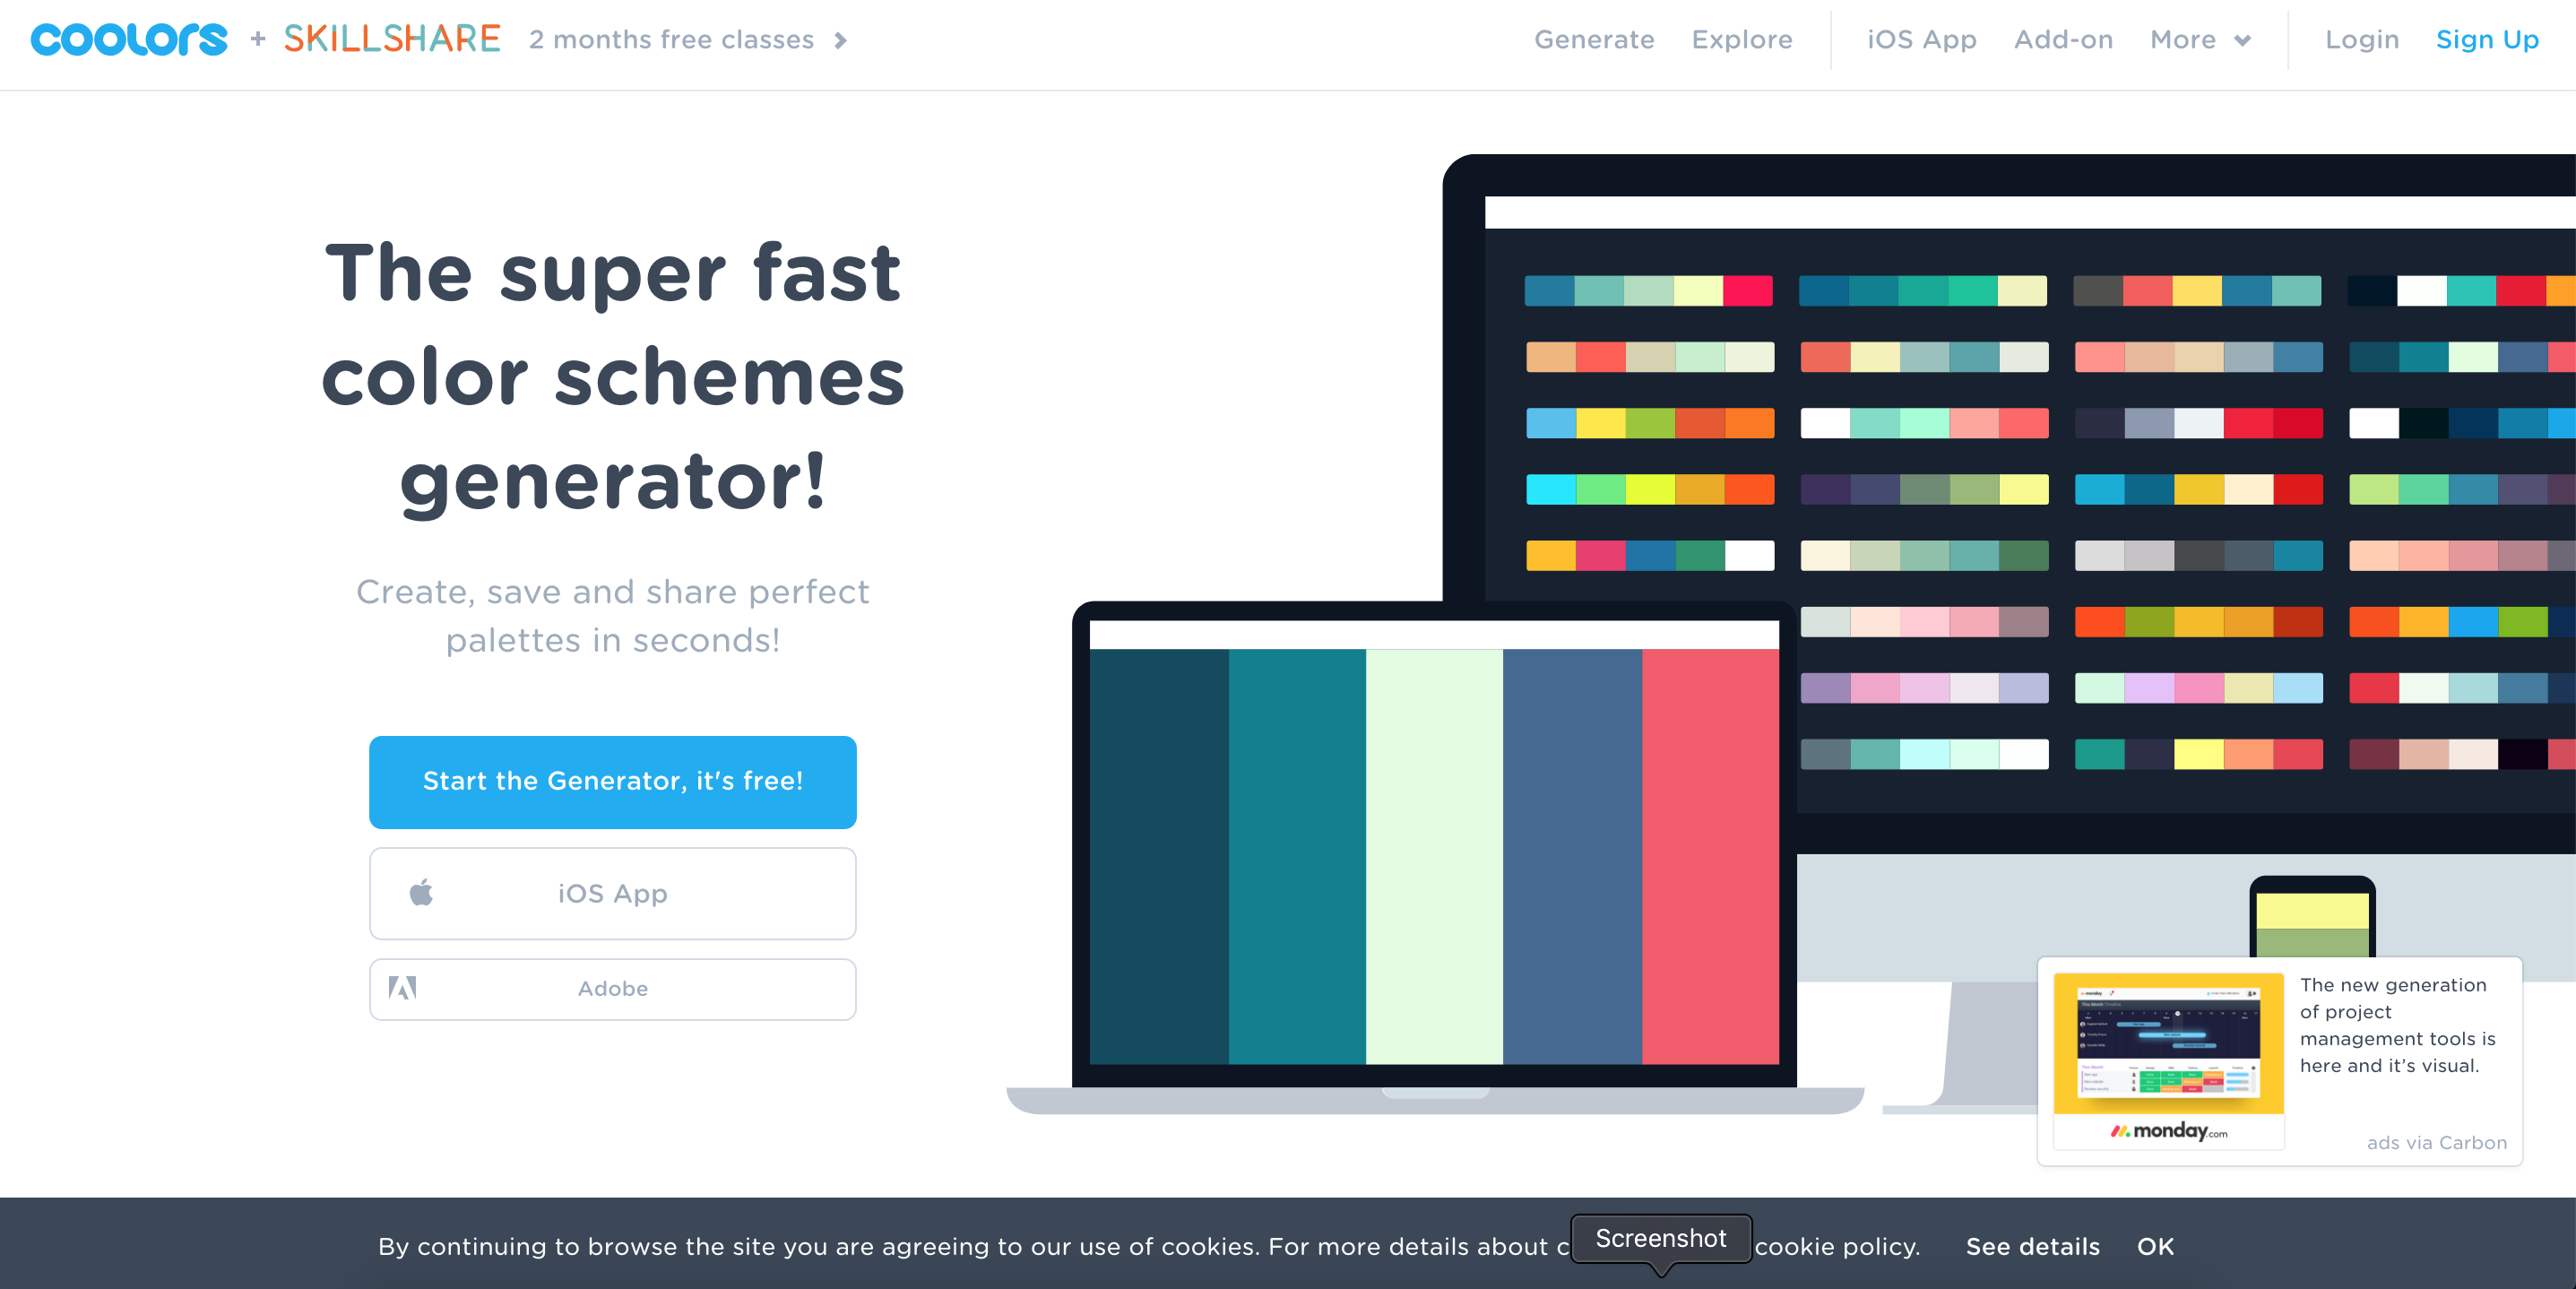 coolors + SKILLSHARE 2 months free classes
Generate Explore iOS App Add-on More Login Sign Up
The super fast
color schemes
generator!
Create, save and share perfect
palettes in seconds!
Start the Generator, it's free!
iOS App
Adobe
The new generation
of project
management tools is
here and it’s visual.
monday.com
ads via Carbon
By continuing to browse the site you are agreeing to our use of cookies. For more details about c
Screenshot
cookie policy. See details OK